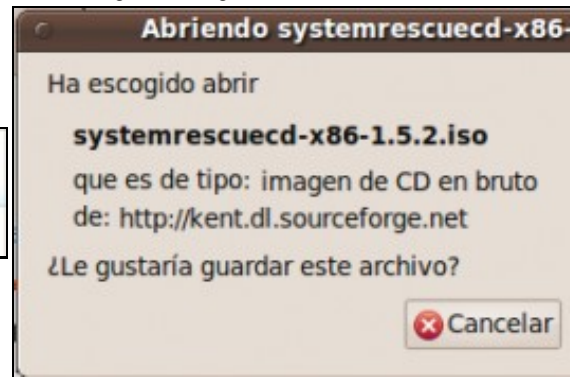 Abriendo systemrescuecd-x86-
Ha escogido abrir
systemrescuecd-x86-1.5.2.iso
que es de tipo: imagen de CD en bruto
de: http://kent.dl.sourceforge.net
¿Le gustaría guardar este archivo?
Cancelar